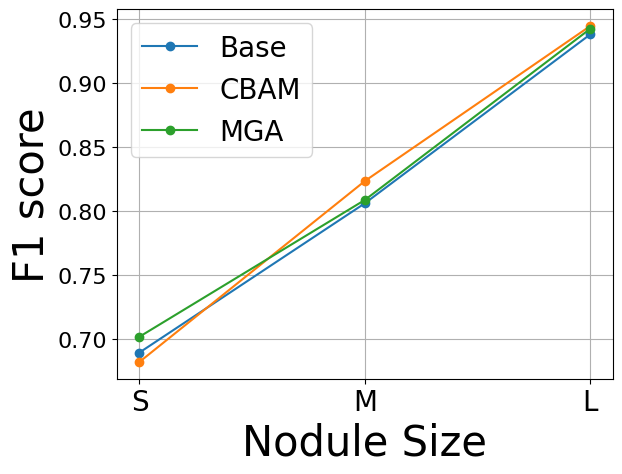 0.95
0.90
0.85
0.80
0.75
0.70
F1 score
Base
CBAM
MGA
S
M
L
Nodule Size